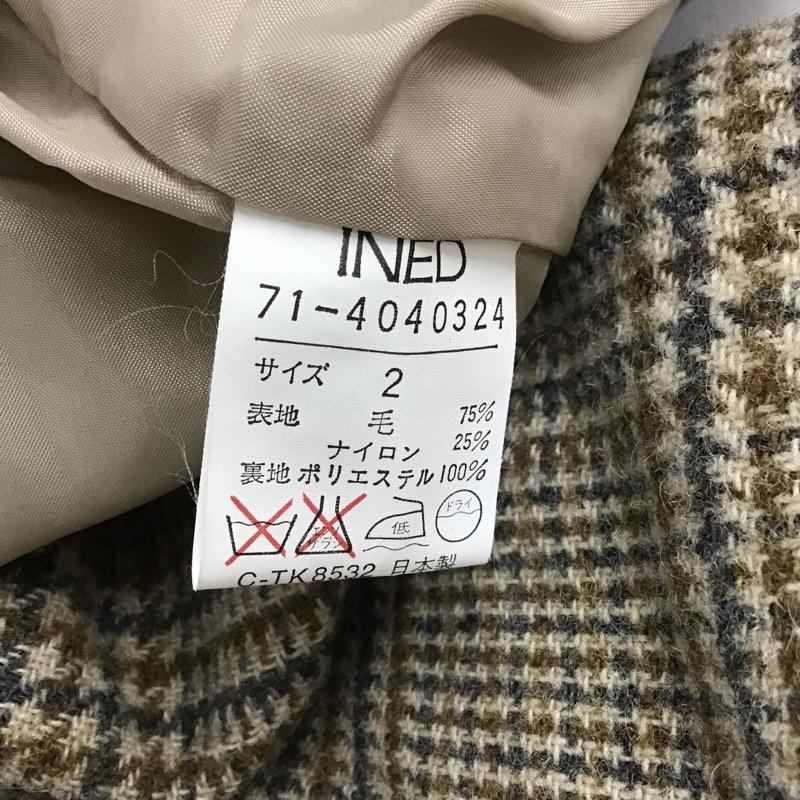 INED
71-4040324
サイズ 2
表地 毛 75%
ナイロン 25%
裏地 ポリエステル 100%
低 ドライ
C-TK8532 日本製